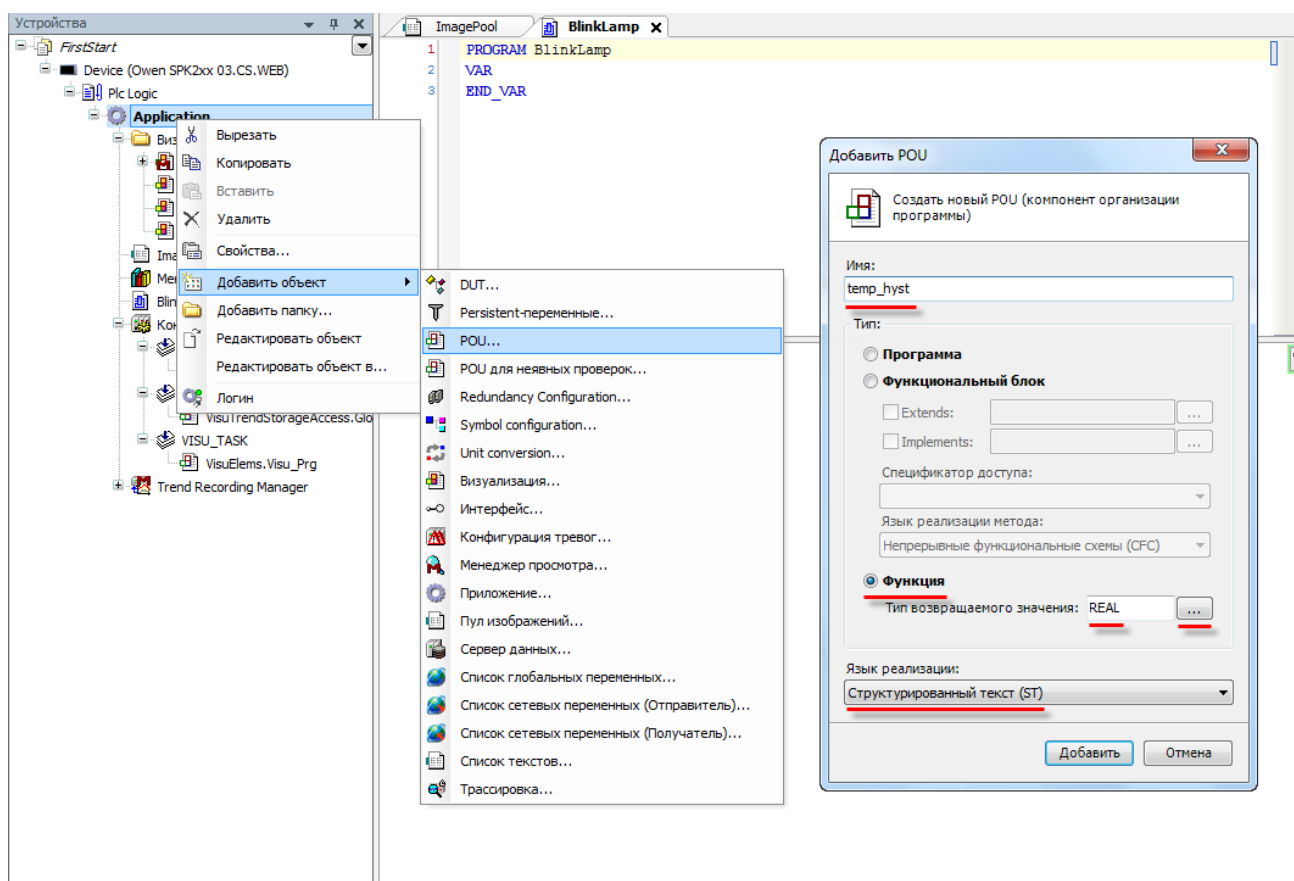 Устройства
FirstStart
Device (Owen SPK2xx 03.CS.WEB)
Plc Logic
Application
Виз
Ima
Мен
Blin
Кон
VisuTrendStorageAccess.Glo
VISU_TASK
VisuElems.Visu_Prg
Trend Recording Manager
Вырезать
Копировать
Вставить
Удалить
Свойства...
Добавить объект
Добавить папку...
Редактировать объект
Редактировать объект в...
Логин
DUT...
Persistent-переменные...
POU...
POU для неявных проверок...
Redundancy Configuration...
Symbol configuration...
Unit conversion...
Визуализация...
Интерфейс...
Конфигурация тревог...
Менеджер просмотра...
Приложение...
Пул изображений...
Сервер данных...
Список глобальных переменных...
Список сетевых переменных (Отправитель)...
Список сетевых переменных (Получатель)...
Список текстов...
Трассировка...
ImagePool
BlinkLamp
1 PROGRAM BlinkLamp
2 VAR
3 END_VAR
Добавить POU
Создать новый POU (компонент организации
программы)
Имя:
temp_hyst
Тип:
Программа
Функциональный блок
Extends:
...
Implements:
...
Спецификатор доступа:
Язык реализации метода:
Непрерывные функциональные схемы (CFC)
Функция
Тип возвращаемого значения: REAL ...
Язык реализации:
Структурированный текст (ST)
Добавить Отмена